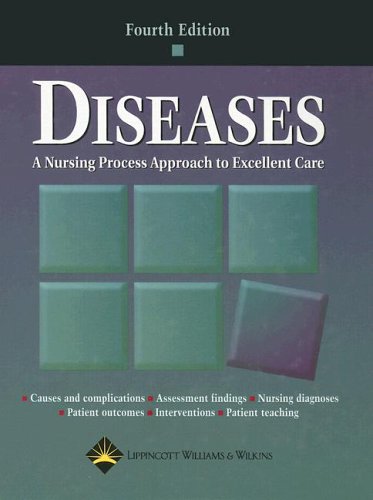 Fourth Edition
DISEASES
A Nursing Process Approach to Excellent Care
▪ Causes and complications ▪ Assessment findings ▪ Nursing diagnoses
▪ Patient outcomes ▪ Interventions ▪ Patient teaching
LIPPINCOTT WILLIAMS & WILKINS